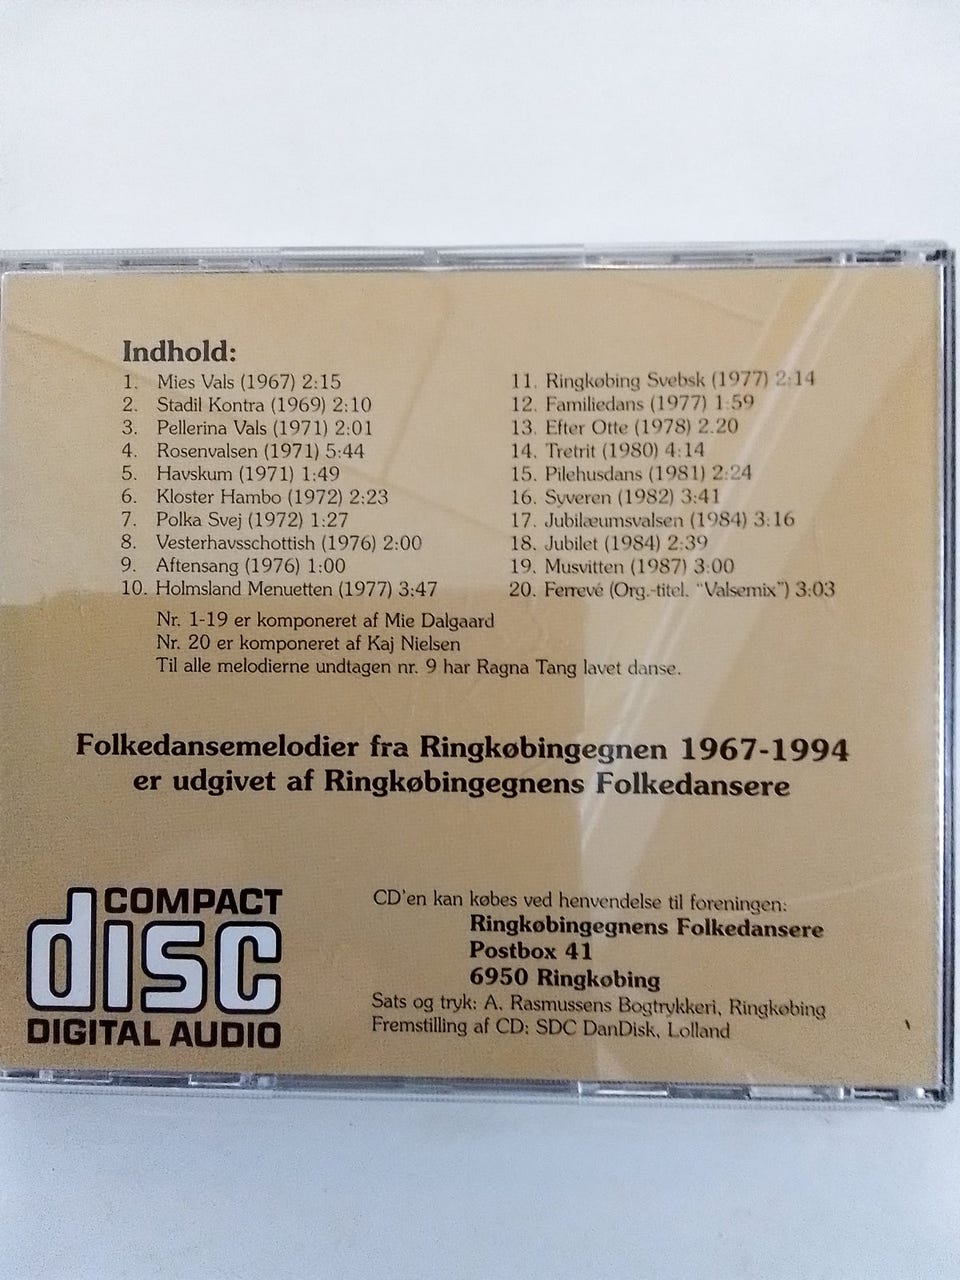 Indhold:
1. Mies Vals (1967) 2:15
2. Stadil Kontra (1969) 2:10
3. Pellerina Vals (1971) 2:01
4. Rosenvalsen (1971) 5:44
5. Havskum (1971) 1:49
6. Kloster Hambo (1972) 2:23
7. Polka Svej (1972) 1:27
8. Vesterhavsschottish (1976) 2:00
9. Aftensang (1976) 1:00
10. Holmsland Menuetten (1977) 3:47
11. Ringkøbing Svebsk (1977) 2:14
12. Familiedans (1977) 1:59
13. Efter Otte (1978) 2.20
14. Tretrit (1980) 4:14
15. Pilehusdans (1981) 2:24
16. Syveren (1982) 3:41
17. Jubilæumsvalsen (1984) 3:16
18. Jubilet (1984) 2:39
19. Musvitten (1987) 3:00
20. Ferrevé (Org.-titel. "Valsemix") 3:03
Nr. 1-19 er komponeret af Mie Dalgaard
Nr. 20 er komponeret af Kaj Nielsen
Til alle melodierne undtagen nr. 9 har Ragna Tang lavet danse.
Folkedansemelodier fra Ringkøbingegnen 1967-1994
er udgivet af Ringkøbingegnens Folkedansere
COMPACT
disc
DIGITAL AUDIO
CD'en kan købes ved henvendelse til foreningen:
Ringkøbingegnens Folkedansere
Postbox 41
6950 Ringkøbing
Sats og tryk: A. Rasmussens Bogtrykkeri, Ringkøbing
Fremstilling af CD: SDC DanDisk, Lolland